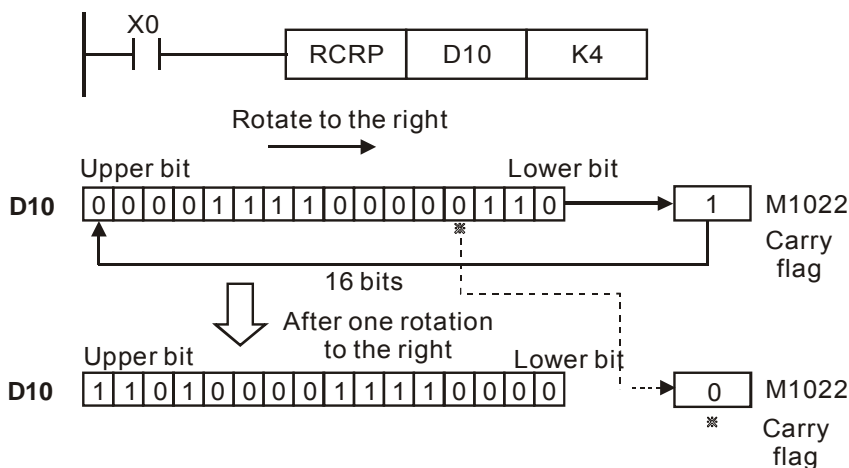 X0
RCRP D10 K4
Rotate to the right
Upper bit Lower bit
D10 0 0 0 0 1 1 1 1 0 0 0 0 0 1 1 0 1 M1022
※ Carry
flag
16 bits
After one rotation
to the right
Upper bit Lower bit
D10 1 1 0 1 0 0 0 0 1 1 1 1 0 0 0 0 0 M1022
※ Carry
flag